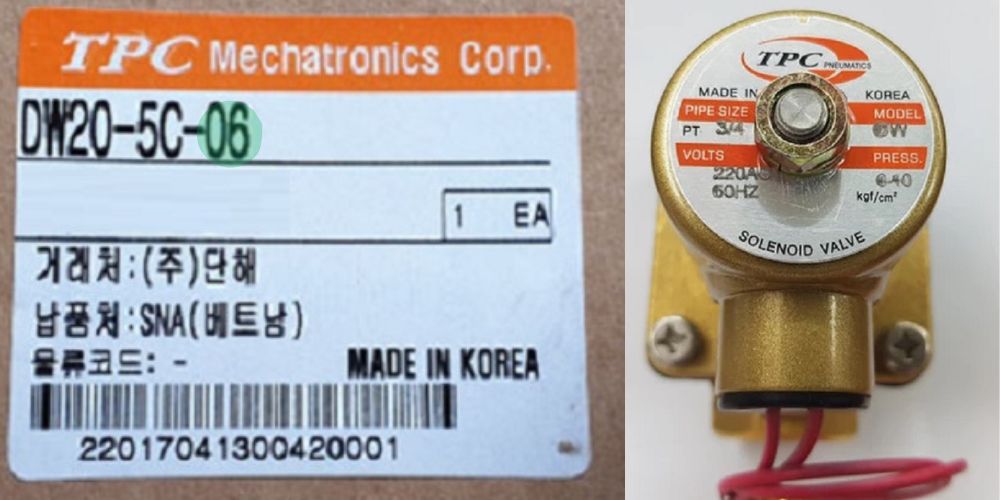 TPC Mechatronics Corp.
DW20-5C-06
1 EA
거래처:(주)단해
납품처:SNA(베트남)
물류코드: -
MADE IN KOREA
22017041300420001
TPC
PNEUMATICS
MADE IN KOREA
PIPE SIZE MODEL
PT 3/4
VOLTS PRESS.
220AC
60HZ
kgf/cm²
SOLENOID VALVE